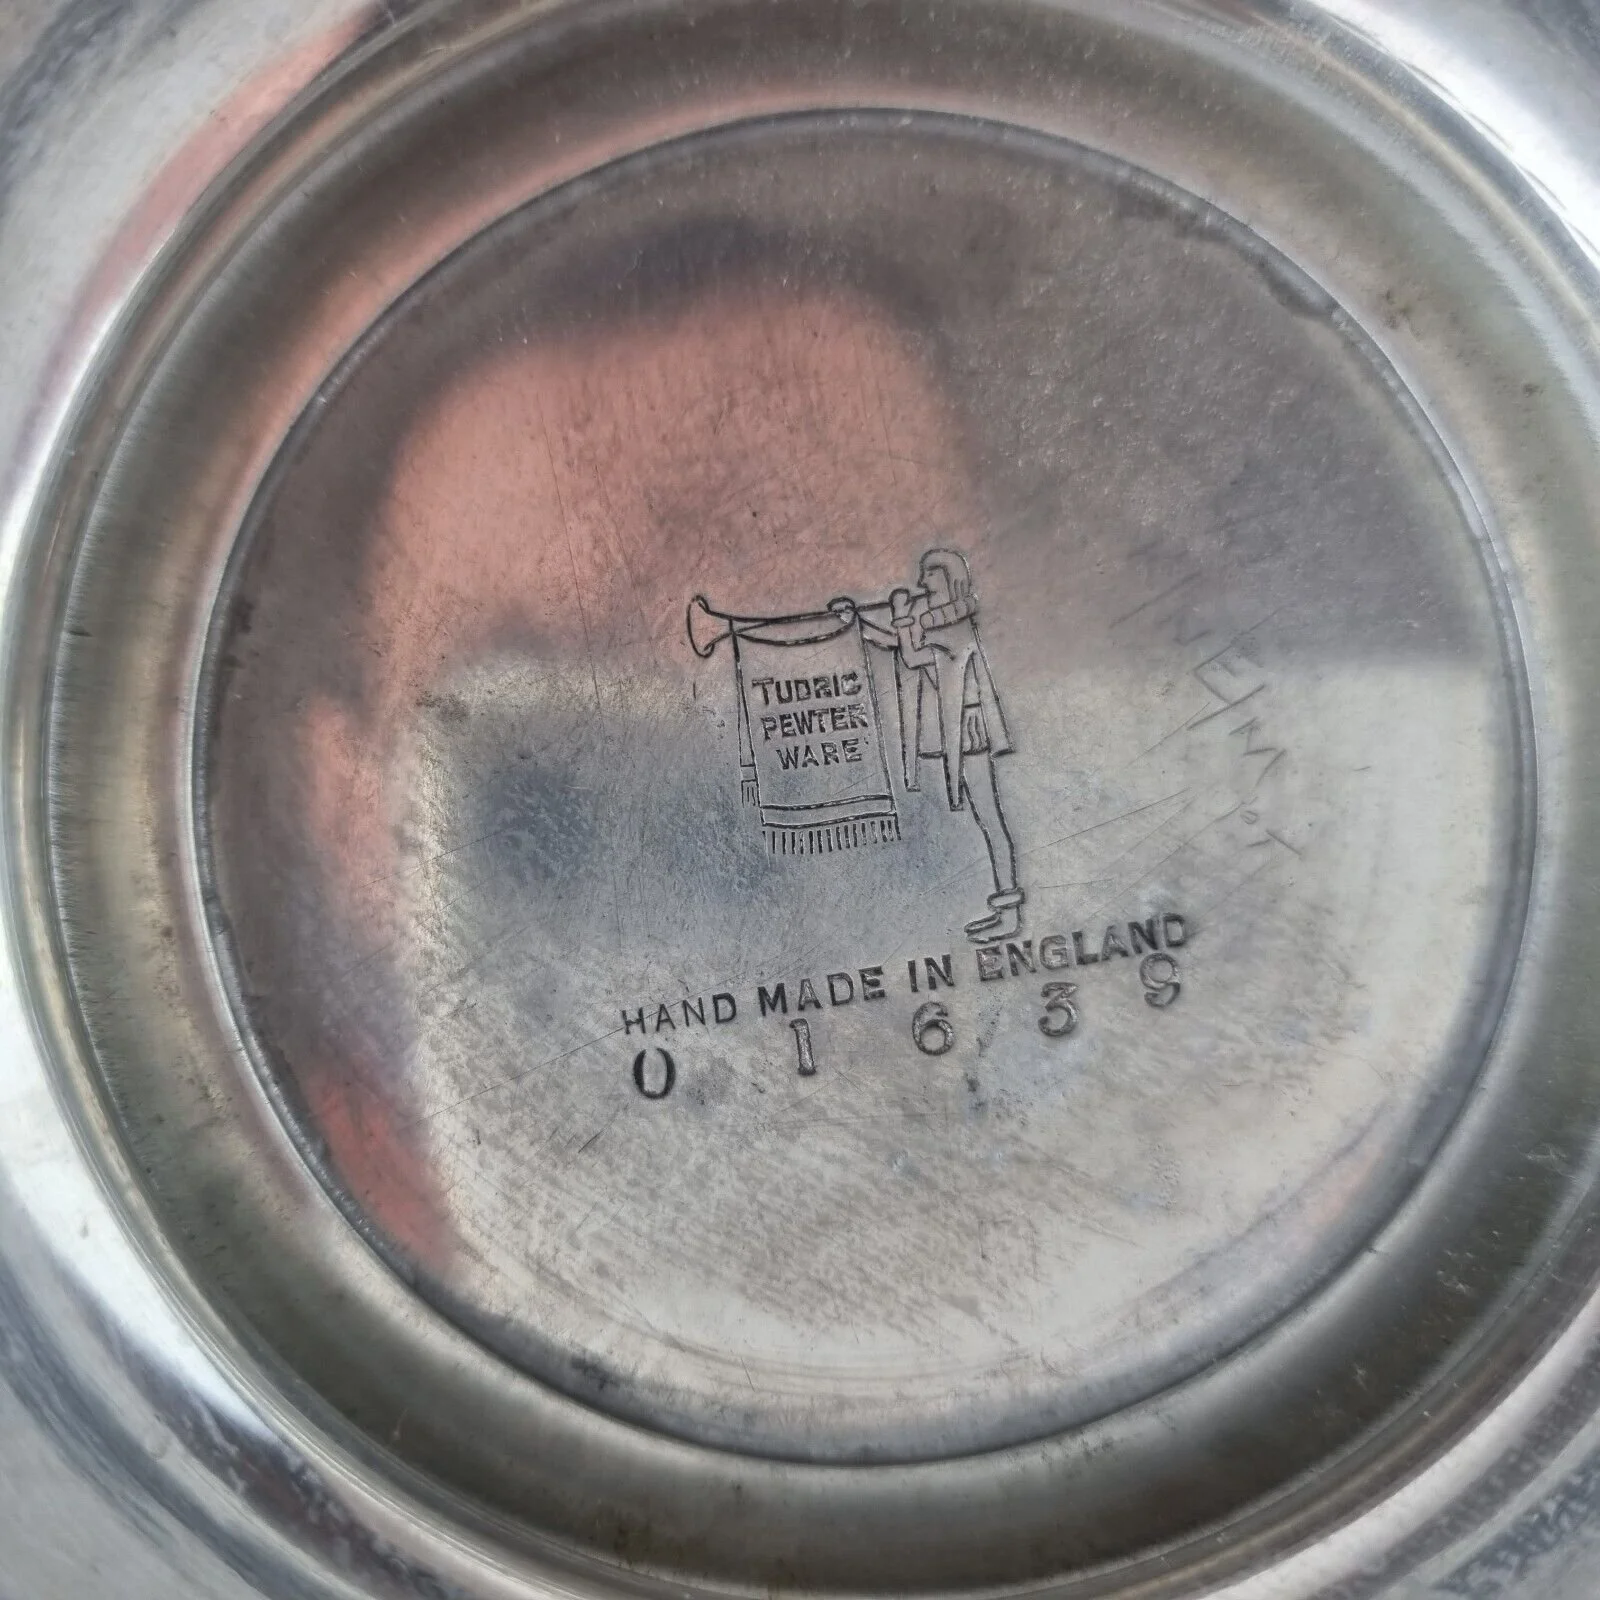 TUDRIC
PEWTER
WARE
HAND MADE IN ENGLAND
0 1 6 3 9